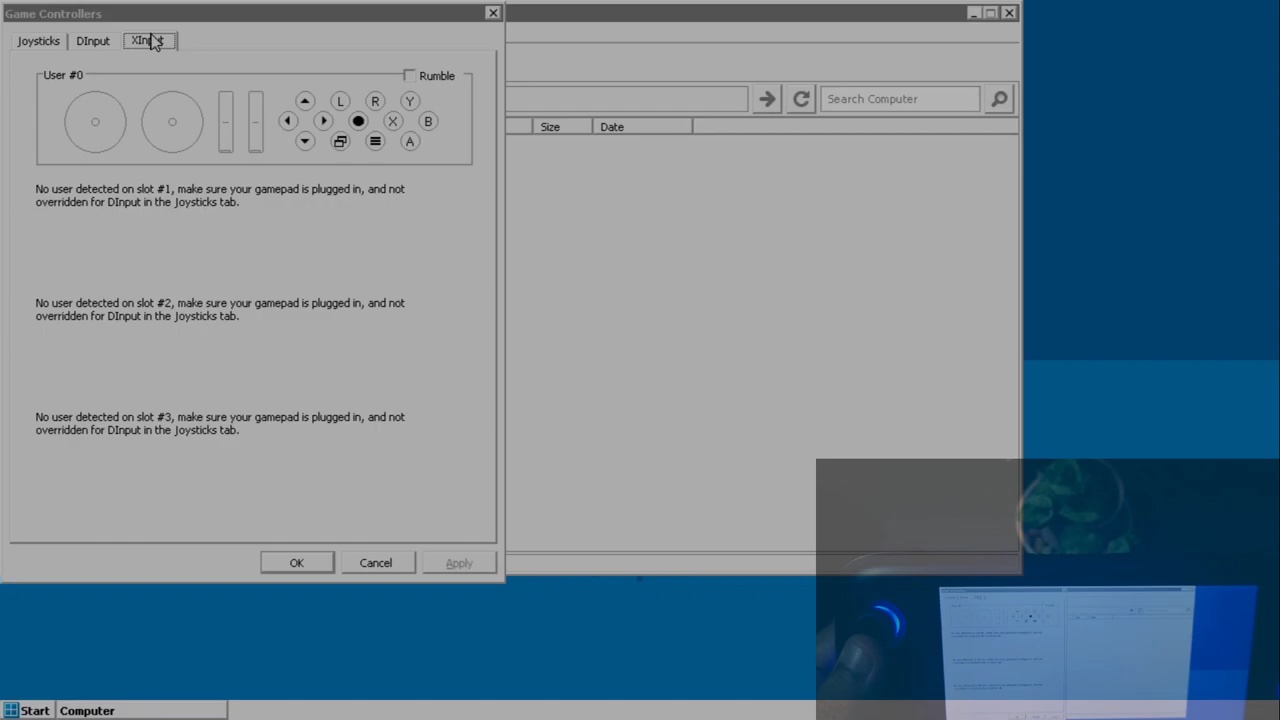 Game Controllers
Joysticks DInput XInput
User #0
Rumble
L R Y
X B
A
No user detected on slot #1, make sure your gamepad is plugged in, and not
overridden for DInput in the Joysticks tab.
No user detected on slot #2, make sure your gamepad is plugged in, and not
overridden for DInput in the Joysticks tab.
No user detected on slot #3, make sure your gamepad is plugged in, and not
overridden for DInput in the Joysticks tab.
OK Cancel Apply
Search Computer
Size Date
Start Computer